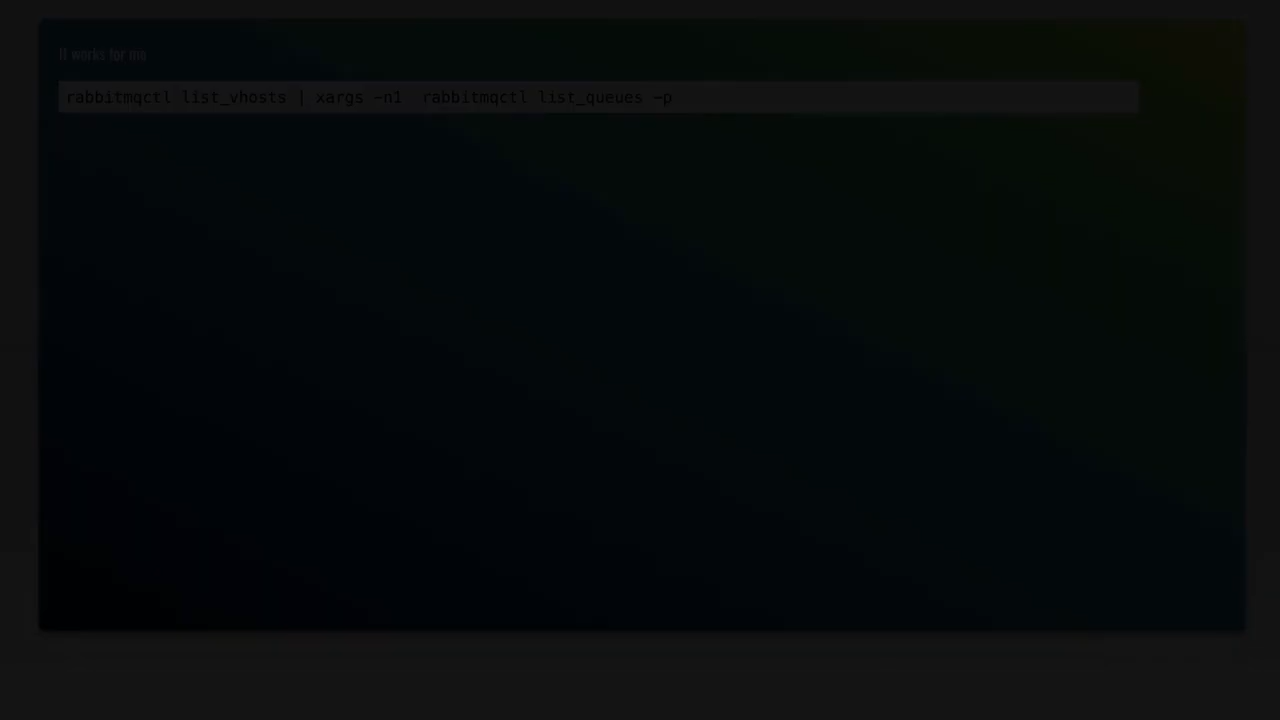 It works for me
rabbitmqctl list_vhosts | xargs -n1  rabbitmqctl list_queues -p